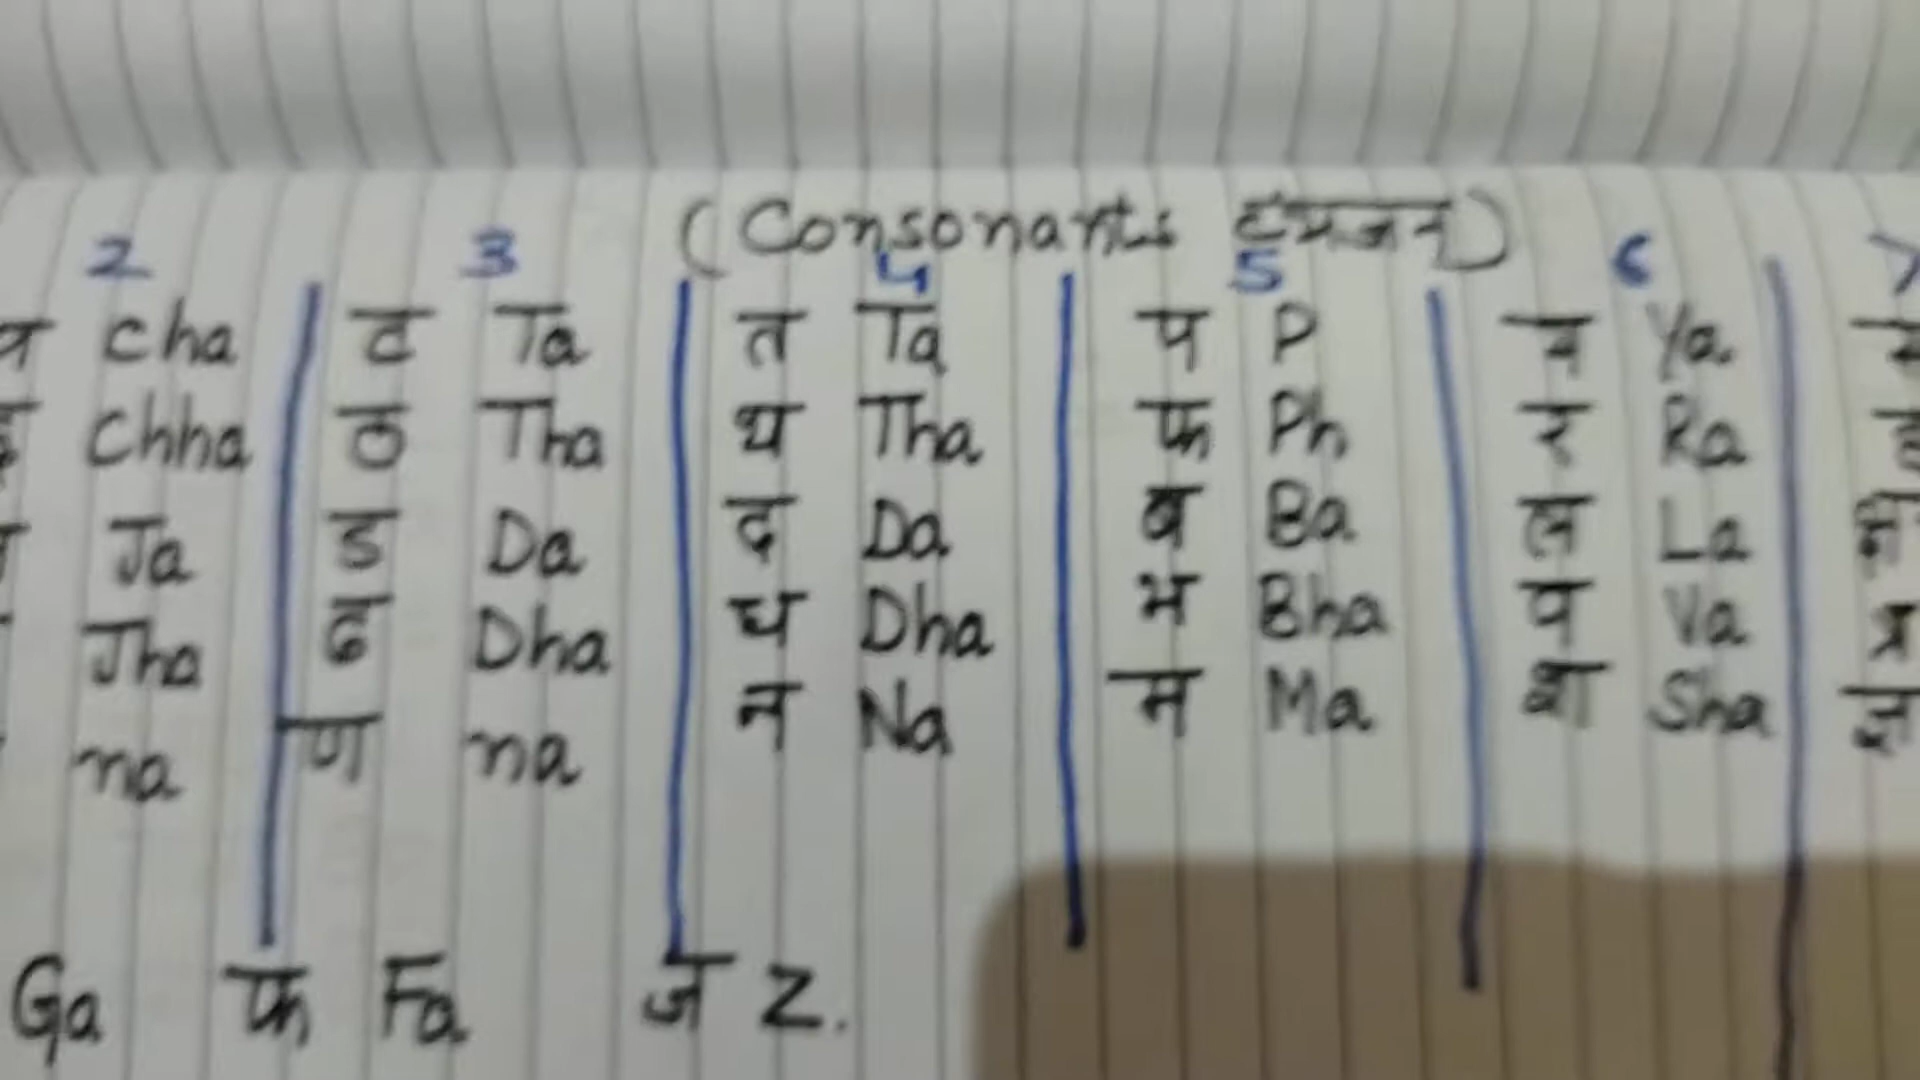 (Consonants व्यंजन)
2 3 4 5 6 7
cha ट Ta त Ta प P य Ya
Chha ठ Tha थ Tha फ Ph र Ra
Ja ड Da द Da ब Ba ल La
Jha ढ Dha ध Dha भ Bha व Va
na ण na न Na म Ma श Sha
Ga फ Fa ज Z.